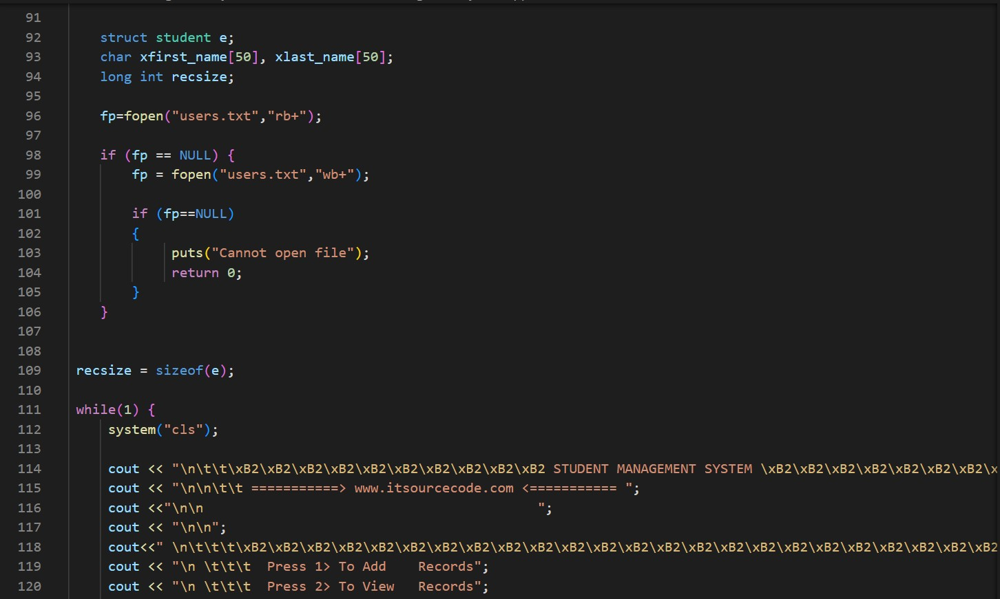 91
92 struct student e;
93 char xfirst_name[50], xlast_name[50];
94 long int recsize;
95
96 fp=fopen("users.txt","rb+");
97
98 if (fp == NULL) {
99 fp = fopen("users.txt","wb+");
100
101 if (fp==NULL)
102 {
103 puts("Cannot open file");
104 return 0;
105 }
106 }
107
108
109 recsize = sizeof(e);
110
111 while(1) {
112 system("cls");
113
114 cout << "\n\t\t\xB2\xB2\xB2\xB2\xB2\xB2\xB2\xB2\xB2\xB2 STUDENT MANAGEMENT SYSTEM \xB2\xB2\xB2\xB2\xB2\xB2\xB2\x
115 cout << "\n\n\t\t ===========> www.itsourcecode.com <=========== ";
116 cout <<"\n\n                                          ";
117 cout << "\n\n";
118 cout<<" \n\t\t\t\xB2\xB2\xB2\xB2\xB2\xB2\xB2\xB2\xB2\xB2\xB2\xB2\xB2\xB2\xB2\xB2\xB2\xB2\xB2\xB2\xB2\xB2\xB2\xB2
119 cout << "\n \t\t\t  Press 1> To Add    Records";
120 cout << "\n \t\t\t  Press 2> To View   Records";